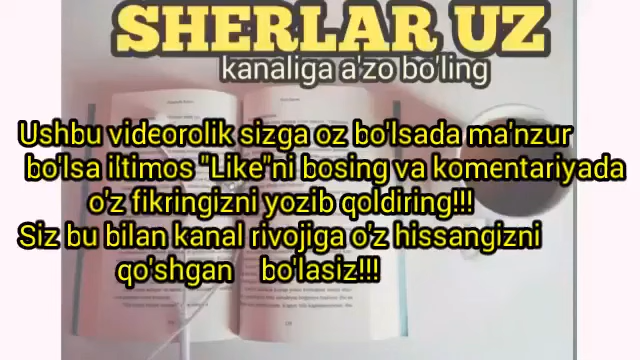 SHERLAR UZ
kanaliga a'zo bo'ling
Ushbu videorolik sizga oz bo'lsada ma'nzur
bo'lsa iltimos "Like"ni bosing va komentariyada
o'z fikringizni yozib qoldiring!!!
Siz bu bilan kanal rivojiga o'z hissangizni
qo'shgan bo'lasiz!!!